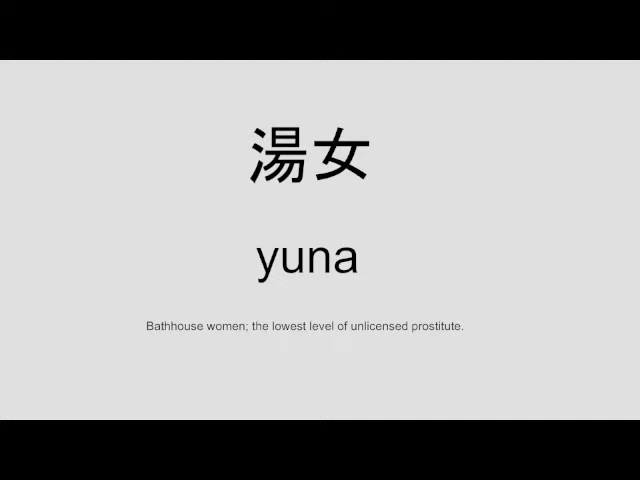 湯女
yuna
Bathhouse women; the lowest level of unlicensed prostitute.